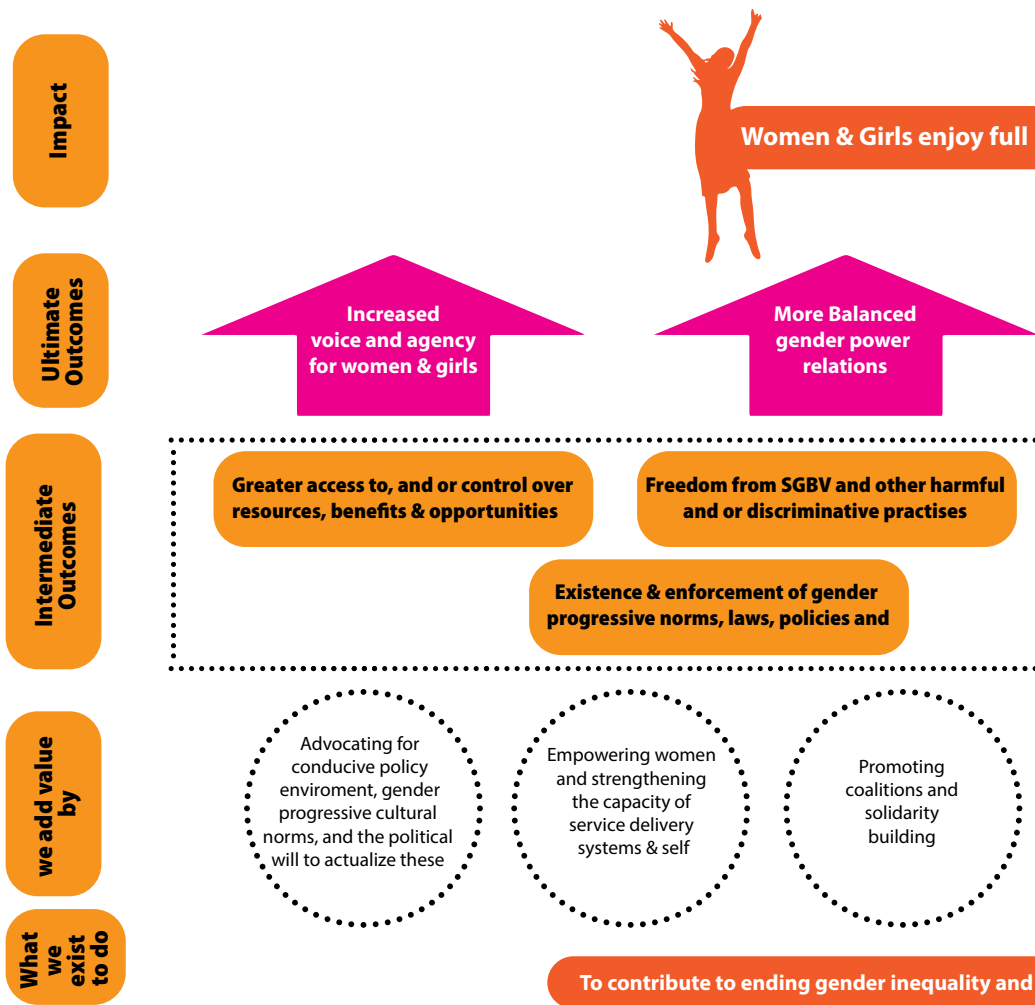 Impact
Women & Girls enjoy full
Ultimate
Outcomes
Increased
voice and agency
for women & girls
More Balanced
gender power
relations
Intermediate
Outcomes
Greater access to, and or control over
resources, benefits & opportunities
Freedom from SGBV and other harmful
and or discriminative practises
Existence & enforcement of gender
progressive norms, laws, policies and
we add value
by
Advocating for
conducive policy
enviroment, gender
progressive cultural
norms, and the political
will to actualize these
Empowering women
and strengthening
the capacity of
service delivery
systems & self
Promoting
coalitions and
solidarity
building
What
we
exist
to do
To contribute to ending gender inequality and